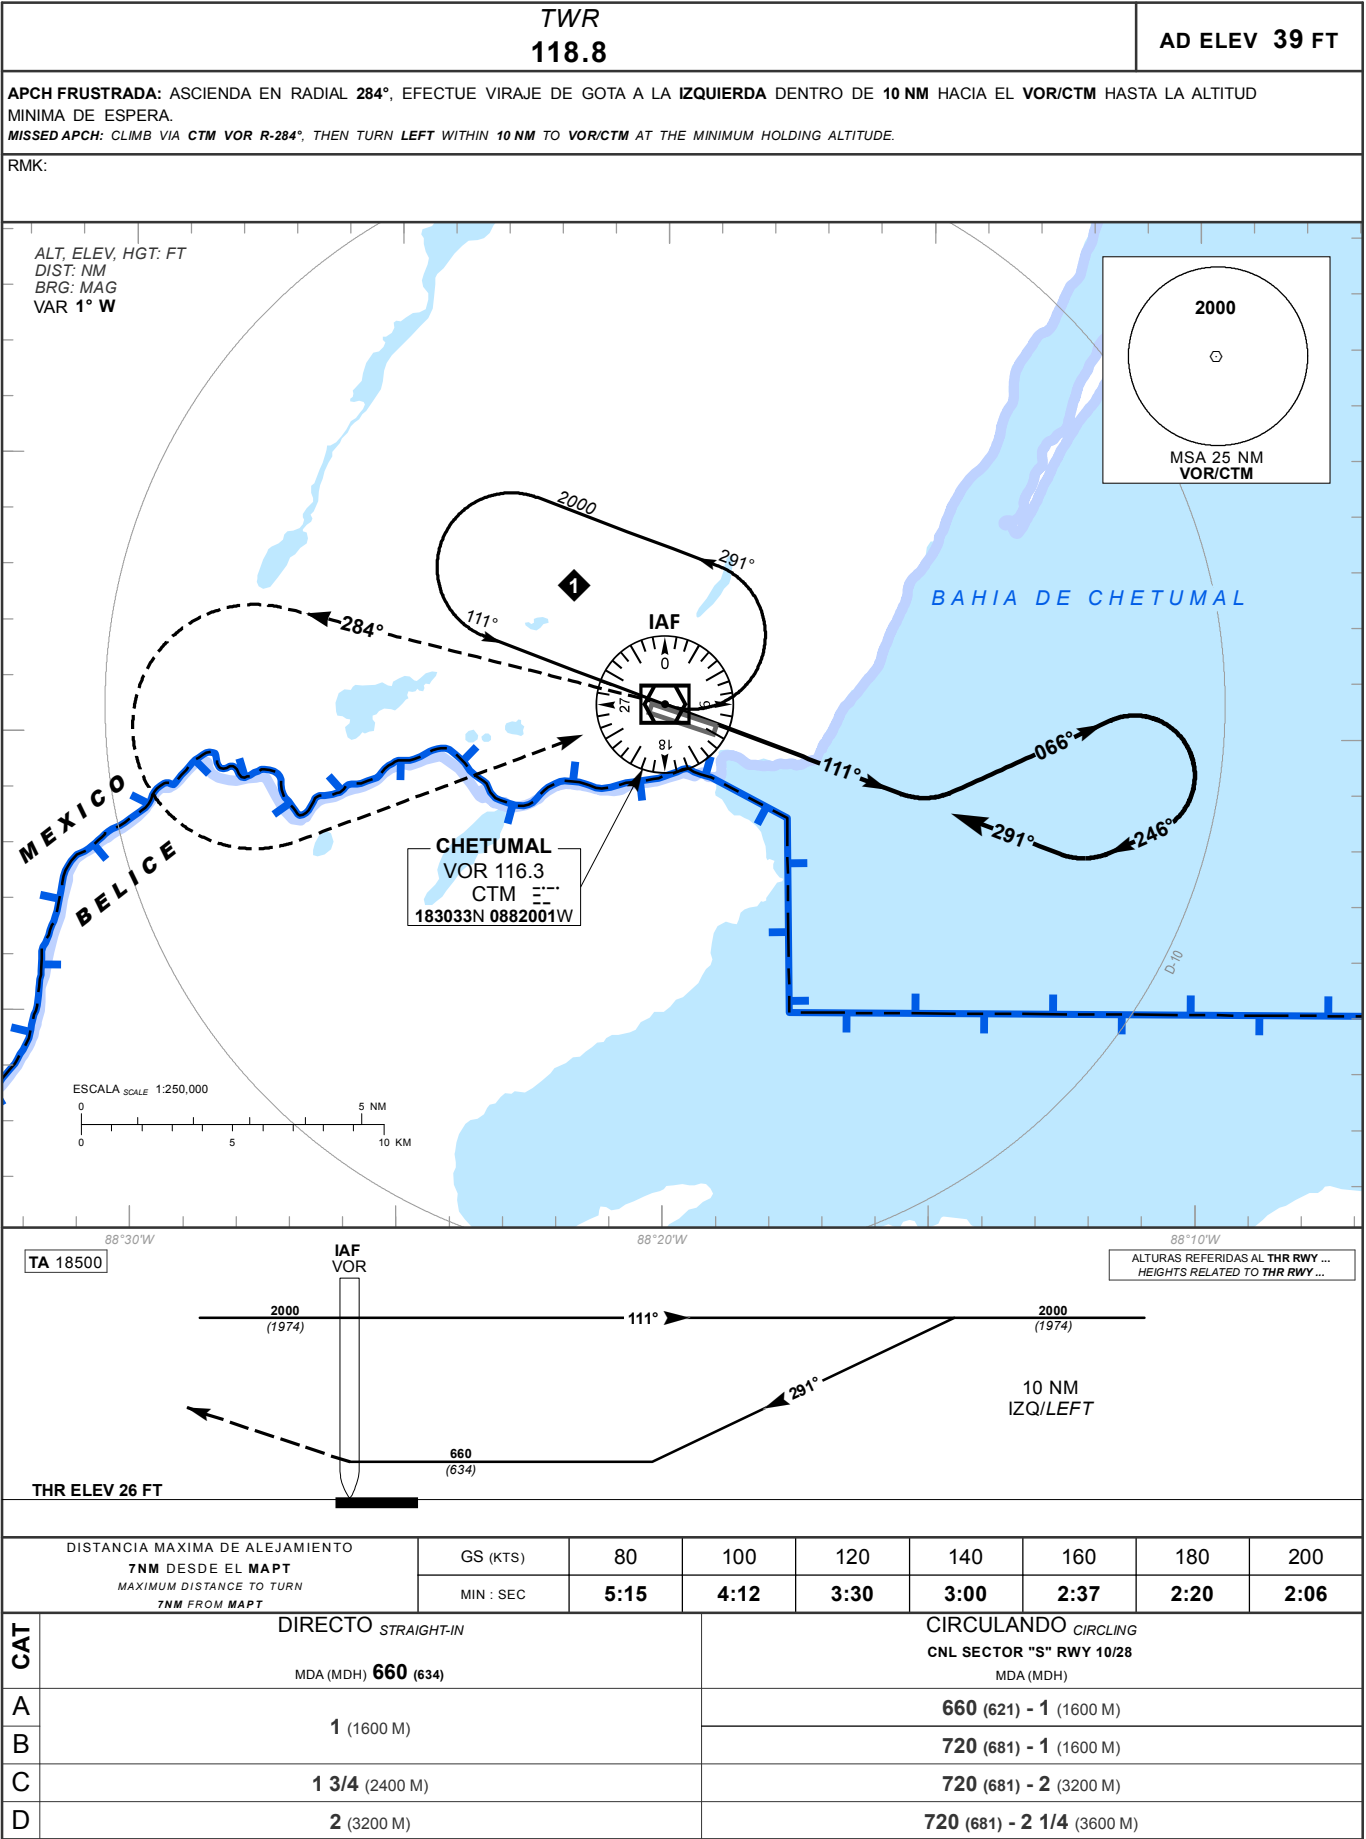 TWR
118.8
AD ELEV 39 FT
APCH FRUSTRADA: ASCIENDA EN RADIAL 284°, EFECTUE VIRAJE DE GOTA A LA IZQUIERDA DENTRO DE 10 NM HACIA EL VOR/CTM HASTA LA ALTITUD
MINIMA DE ESPERA.
MISSED APCH: CLIMB VIA CTM VOR R-284°, THEN TURN LEFT WITHIN 10 NM TO VOR/CTM AT THE MINIMUM HOLDING ALTITUDE.
RMK:
ALT, ELEV, HGT: FT
DIST: NM
BRG: MAG
VAR 1° W
2000
MSA 25 NM
VOR/CTM
2000
291°
1
111°
284°
IAF
0
9
18
27
BAHIA DE CHETUMAL
066°
111°
246°
291°
MEXICO
BELICE
CHETUMAL
VOR 116.3
CTM
183033N 0882001W
D-10
ESCALA SCALE 1:250,000
0 5 NM
0 5 10 KM
88°30'W 88°20'W 88°10'W
TA 18500
IAF
VOR
ALTURAS REFERIDAS AL THR RWY ...
HEIGHTS RELATED TO THR RWY ...
2000
(1974)
111°
2000
(1974)
291°
10 NM
IZQ/LEFT
660
(634)
THR ELEV 26 FT
DISTANCIA MAXIMA DE ALEJAMIENTO
7NM DESDE EL MAPT
MAXIMUM DISTANCE TO TURN
7NM FROM MAPT
GS (KTS) 80 100 120 140 160 180 200
MIN : SEC 5:15 4:12 3:30 3:00 2:37 2:20 2:06
CAT
DIRECTO STRAIGHT-IN
MDA (MDH) 660 (634)
CIRCULANDO CIRCLING
CNL SECTOR "S" RWY 10/28
MDA (MDH)
A
B
C
D
1 (1600 M)
1 3/4 (2400 M)
2 (3200 M)
660 (621) - 1 (1600 M)
720 (681) - 1 (1600 M)
720 (681) - 2 (3200 M)
720 (681) - 2 1/4 (3600 M)